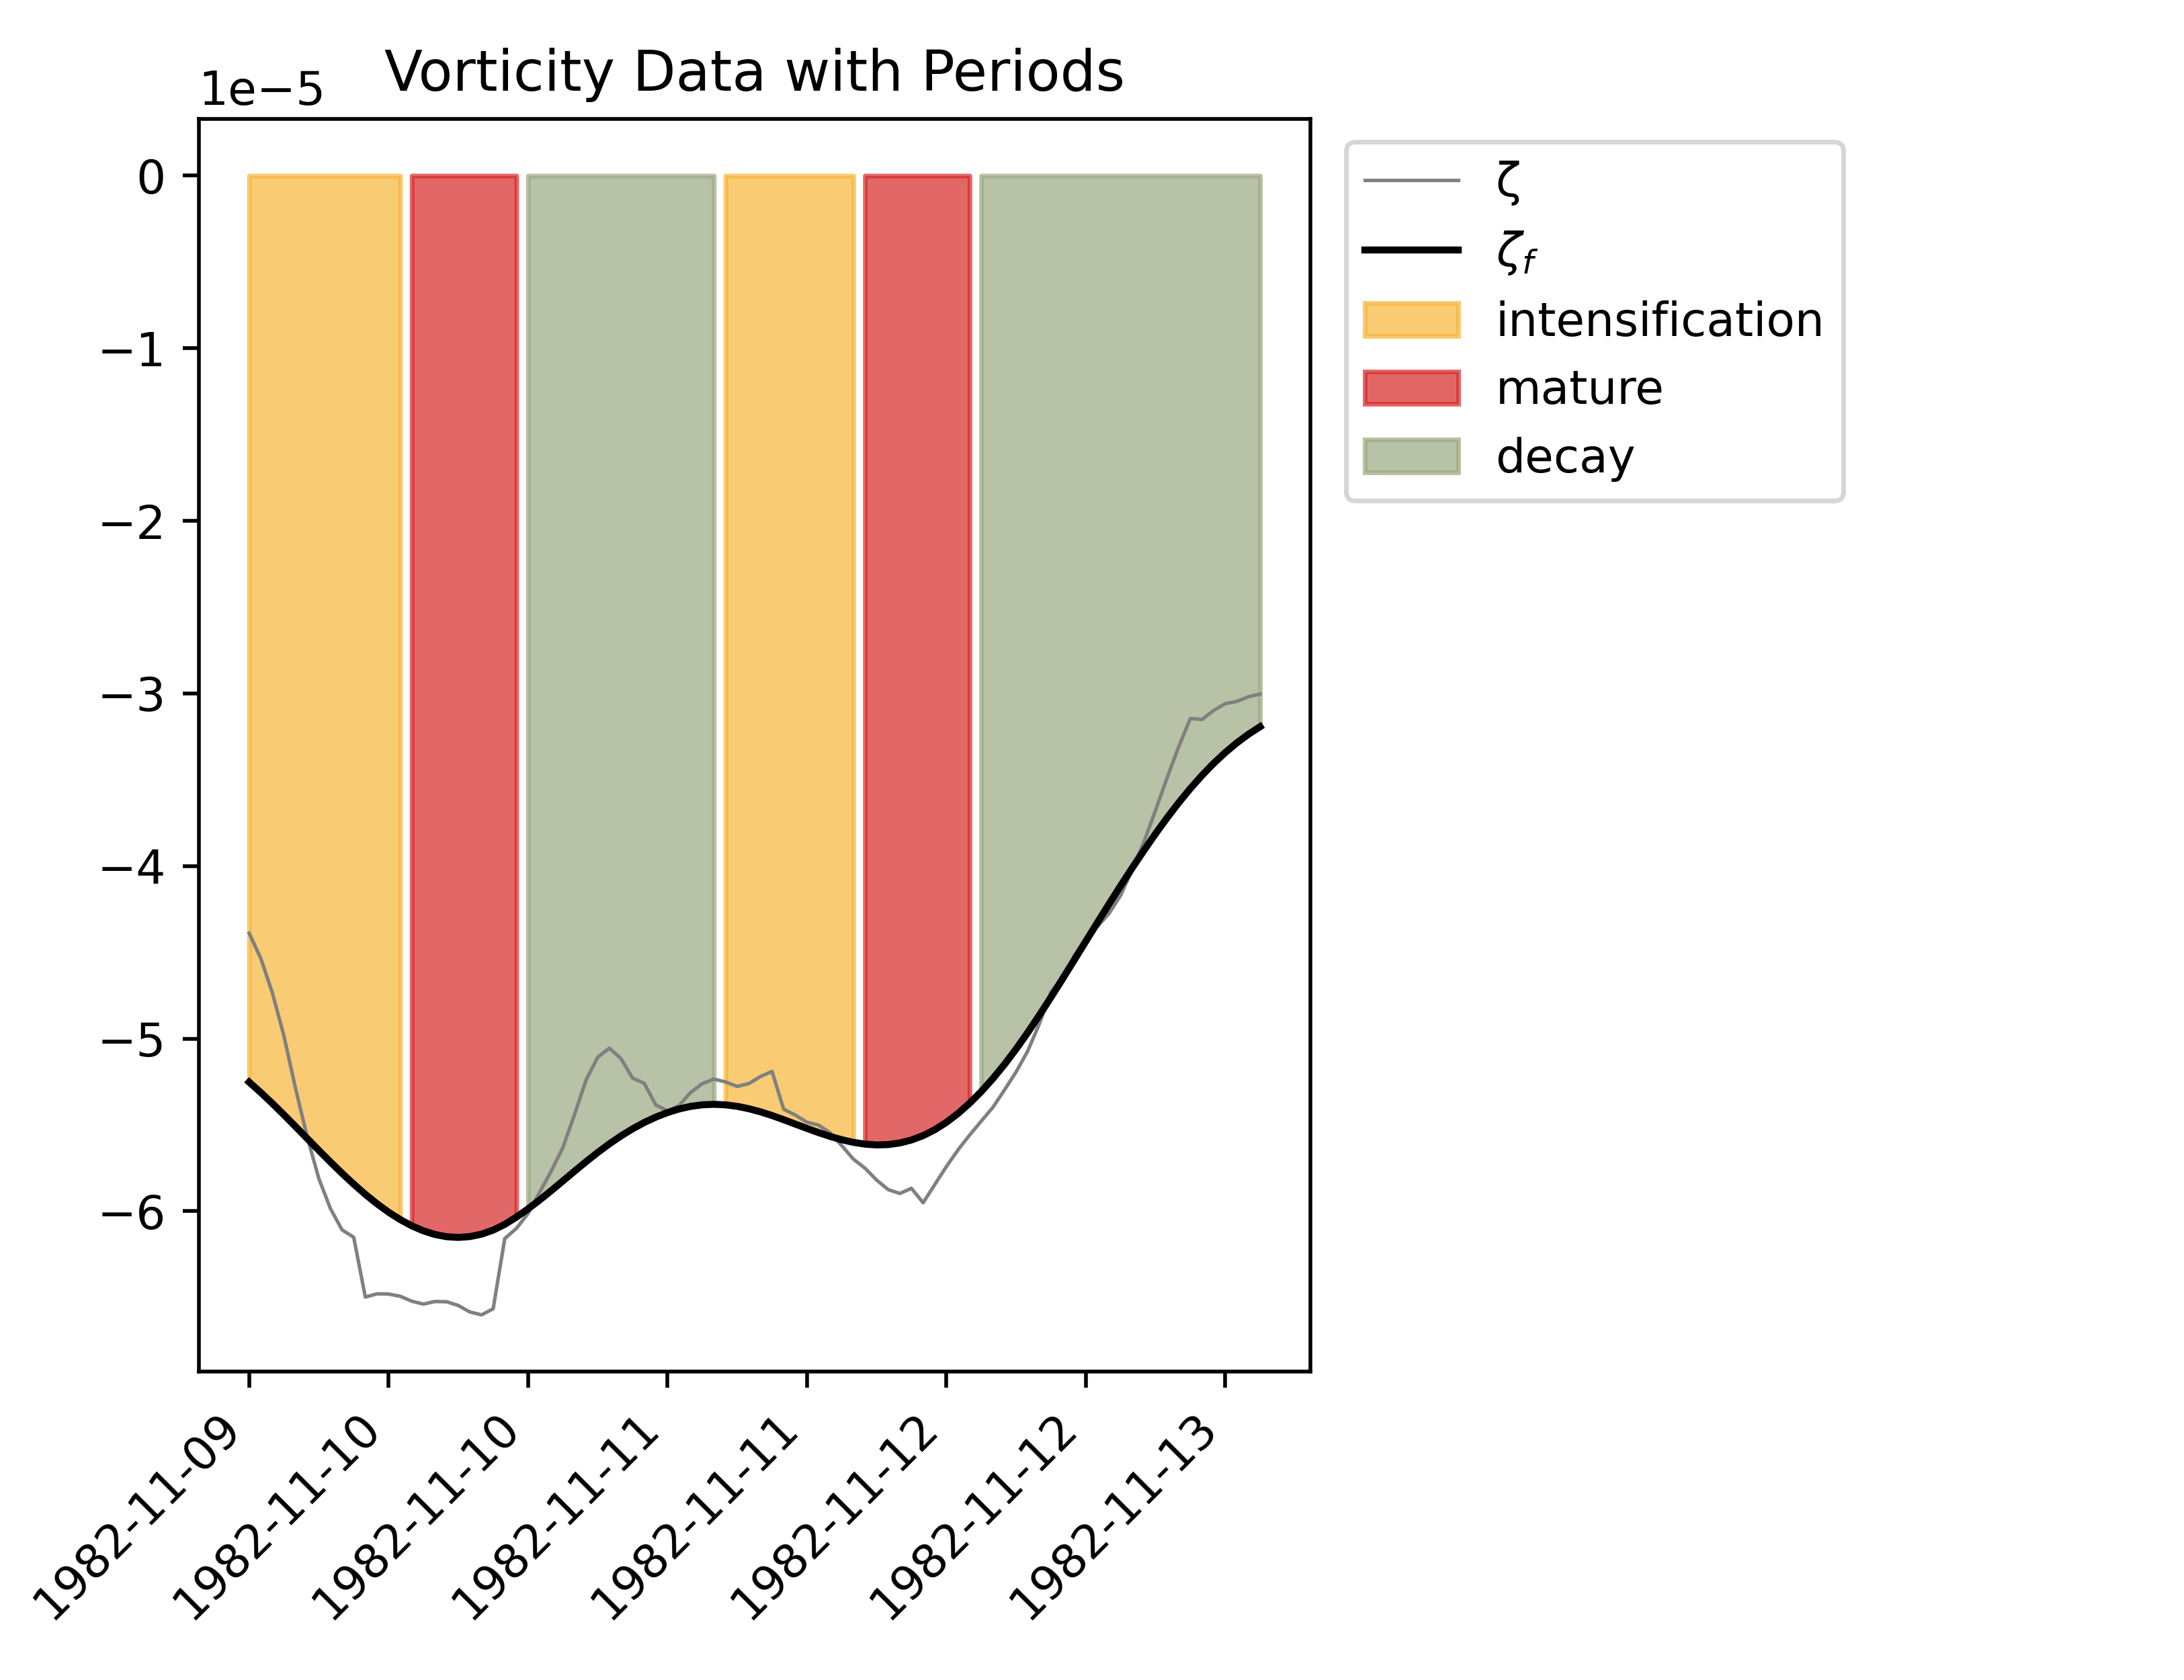 Vorticity Data with Periods
1e−5
0
−1
−2
−3
−4
−5
−6
1982-11-09
1982-11-10
1982-11-10
1982-11-11
1982-11-11
1982-11-12
1982-11-12
1982-11-13
ζ
ζf
intensification
mature
decay